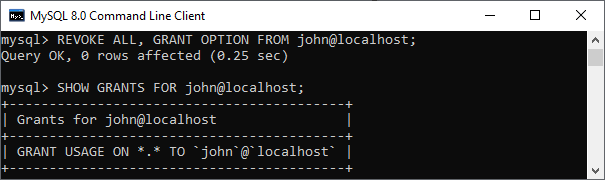 MySQL 8.0 Command Line Client
mysql> REVOKE ALL, GRANT OPTION FROM john@localhost;
Query OK, 0 rows affected (0.25 sec)
mysql> SHOW GRANTS FOR john@localhost;
+-------------------------------------------+
| Grants for john@localhost                 |
+-------------------------------------------+
| GRANT USAGE ON *.* TO `john`@`localhost` |
+-------------------------------------------+